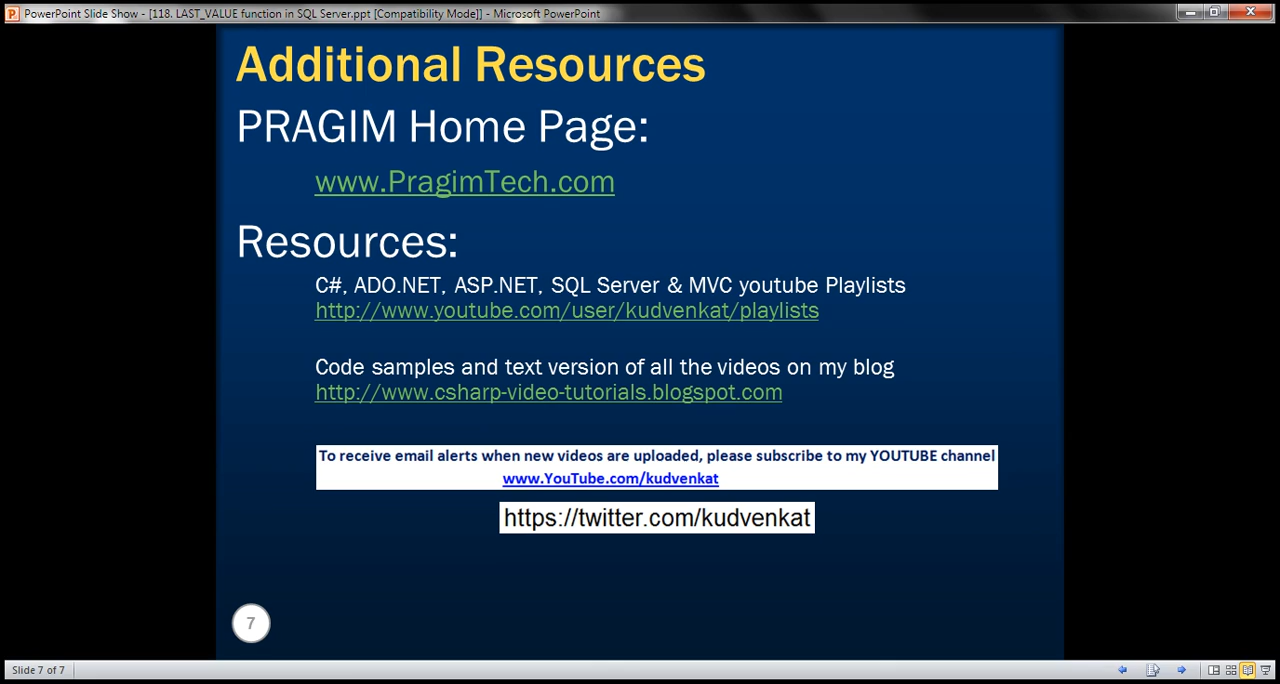 PowerPoint Slide Show - [118. LAST_VALUE function in SQL Server.ppt [Compatibility Mode]] - Microsoft PowerPoint
Additional Resources
PRAGIM Home Page:
www.PragimTech.com
Resources:
C#, ADO.NET, ASP.NET, SQL Server & MVC youtube Playlists
http://www.youtube.com/user/kudvenkat/playlists
Code samples and text version of all the videos on my blog
http://www.csharp-video-tutorials.blogspot.com
To receive email alerts when new videos are uploaded, please subscribe to my YOUTUBE channel
www.YouTube.com/kudvenkat
https://twitter.com/kudvenkat
7
Slide 7 of 7